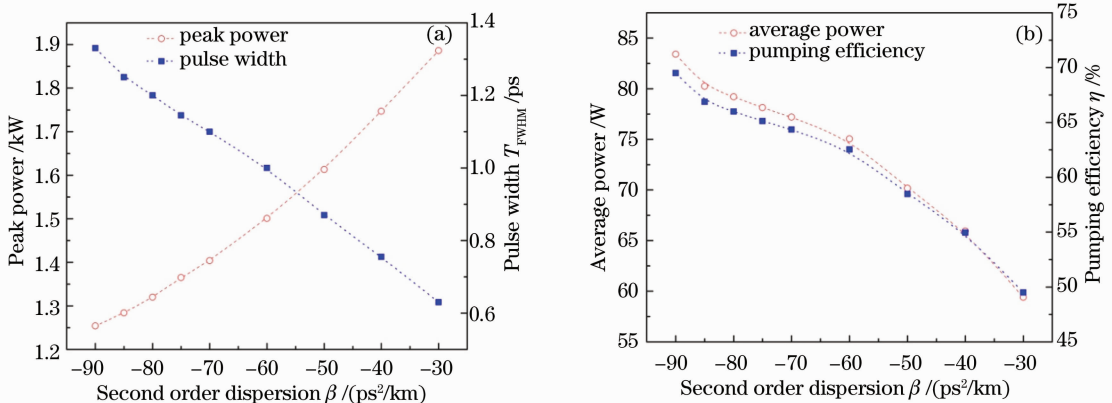 (a)
peak power
pulse width
1.9
1.8
1.7
1.6
1.5
1.4
1.3
1.2
Peak power /kW
1.4
1.2
1.0
0.8
0.6
Pulse width T_FWHM /ps
−90 −80 −70 −60 −50 −40 −30
Second order dispersion β /(ps²/km)
(b)
average power
pumping efficiency
85
80
75
70
65
60
55
Average power /W
75
70
65
60
55
50
45
Pumping efficiency η /%
−90 −80 −70 −60 −50 −40 −30
Second order dispersion β /(ps²/km)